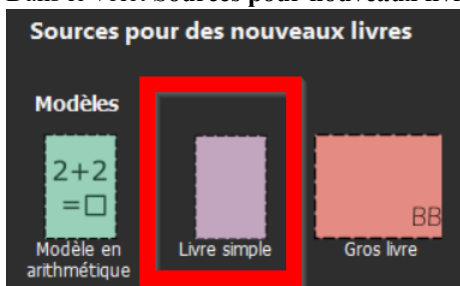 Sources pour des nouveaux livres
Modèles
2+2
=□
BB
Modèle en
arithmétique
Livre simple
Gros livre